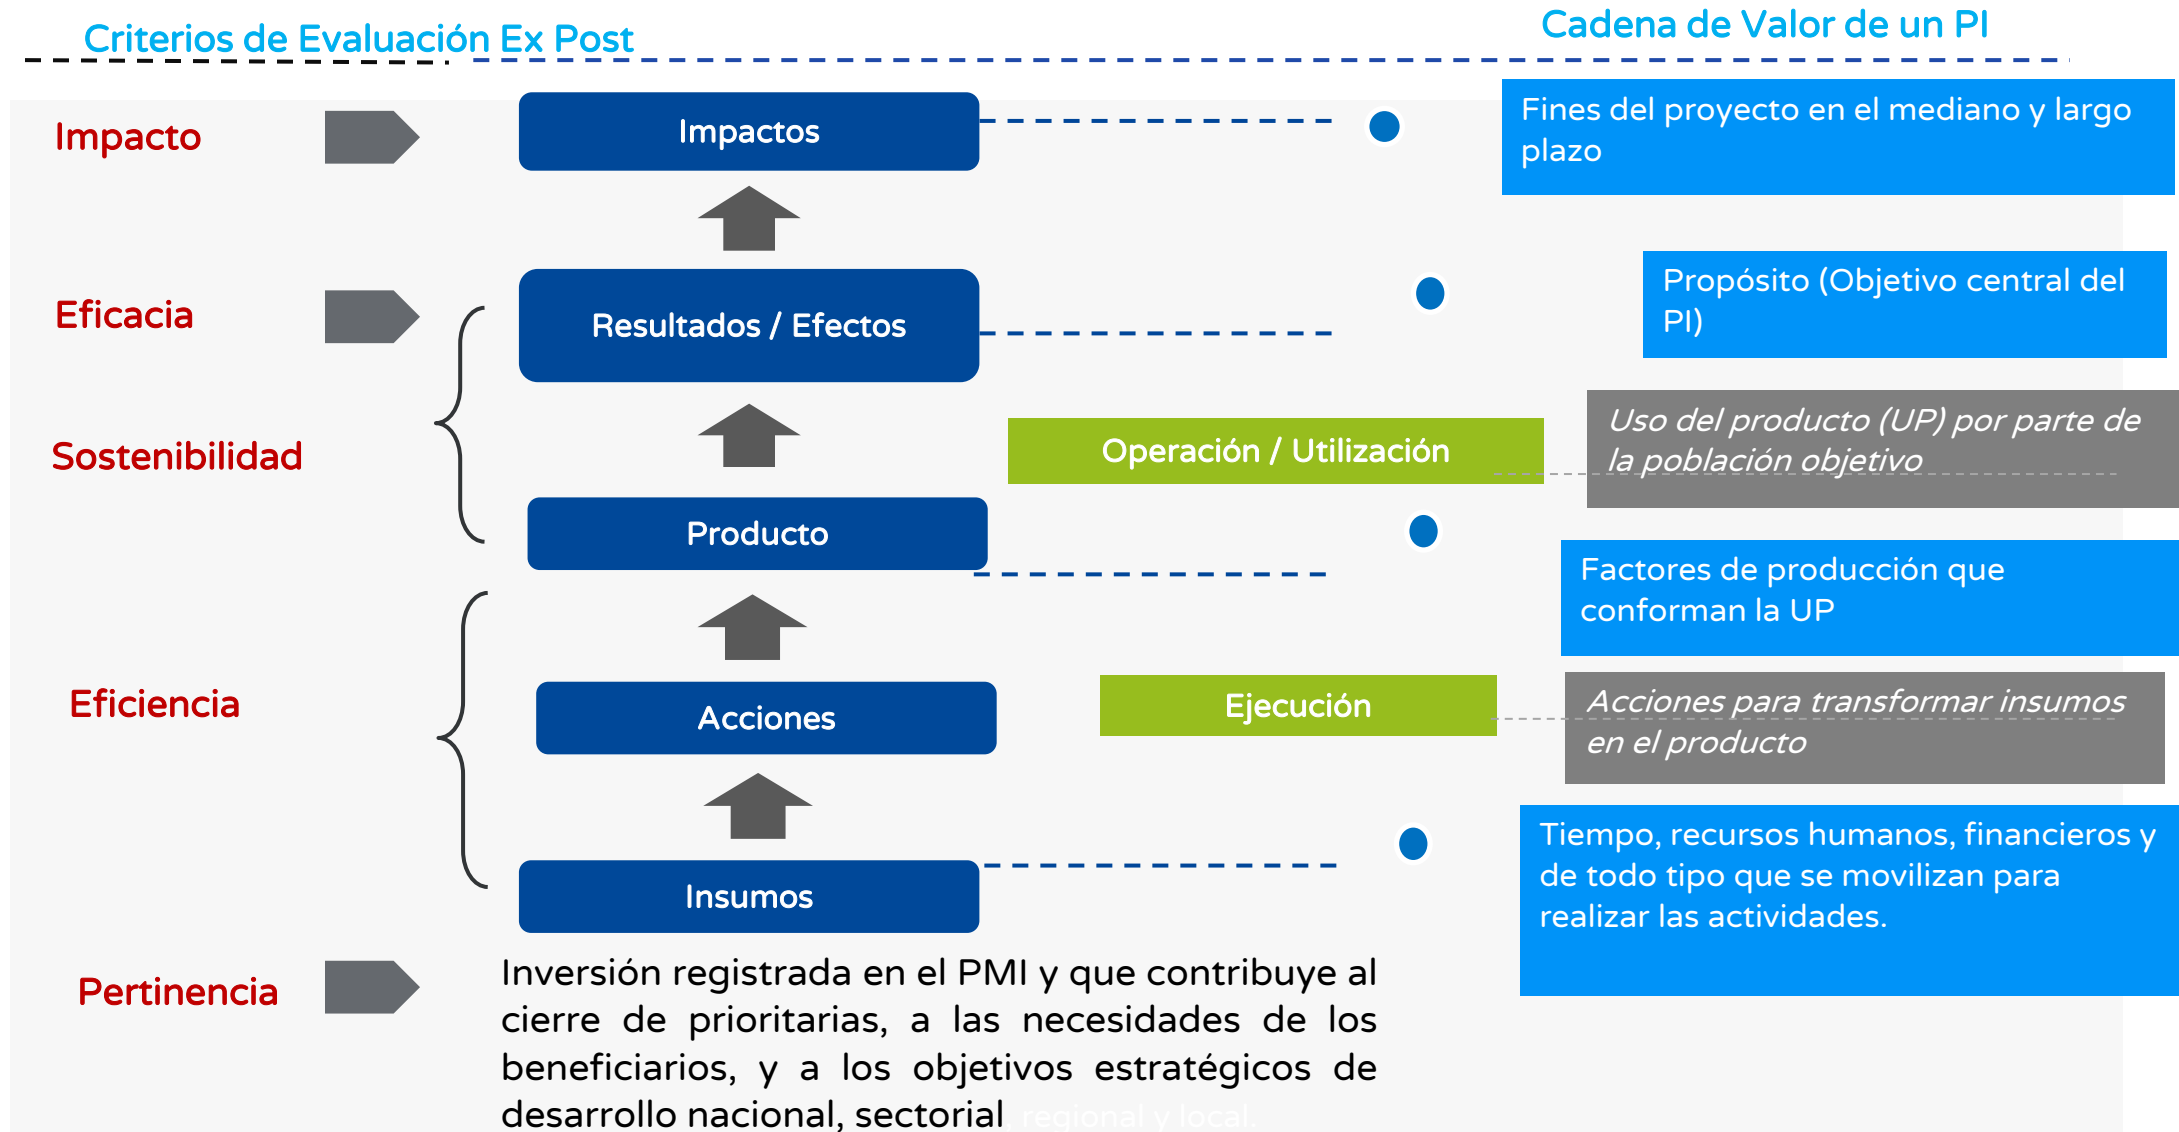 Criterios de Evaluación Ex Post
Cadena de Valor de un PI
Impacto
Impactos
Fines del proyecto en el mediano y largo
plazo
Eficacia
Resultados / Efectos
Propósito (Objetivo central del
PI)
Sostenibilidad
Operación / Utilización
Uso del producto (UP) por parte de
la población objetivo
Producto
Factores de producción que
conforman la UP
Eficiencia
Acciones
Ejecución
Acciones para transformar insumos
en el producto
Insumos
Tiempo, recursos humanos, financieros y
de todo tipo que se movilizan para
realizar las actividades.
Pertinencia
Inversión registrada en el PMI y que contribuye al
cierre de prioritarias, a las necesidades de los
beneficiarios, y a los objetivos estratégicos de
desarrollo nacional, sectorial, regional y local.